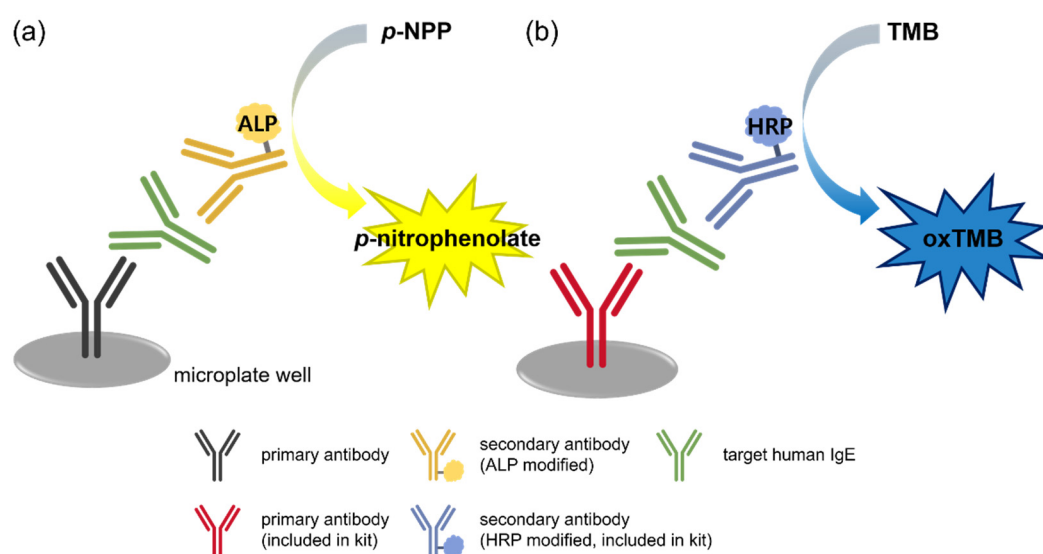 (a)
p-NPP
ALP
p-nitrophenolate
microplate well
(b)
TMB
HRP
oxTMB
primary antibody
secondary antibody
(ALP modified)
target human IgE
primary antibody
(included in kit)
secondary antibody
(HRP modified, included in kit)